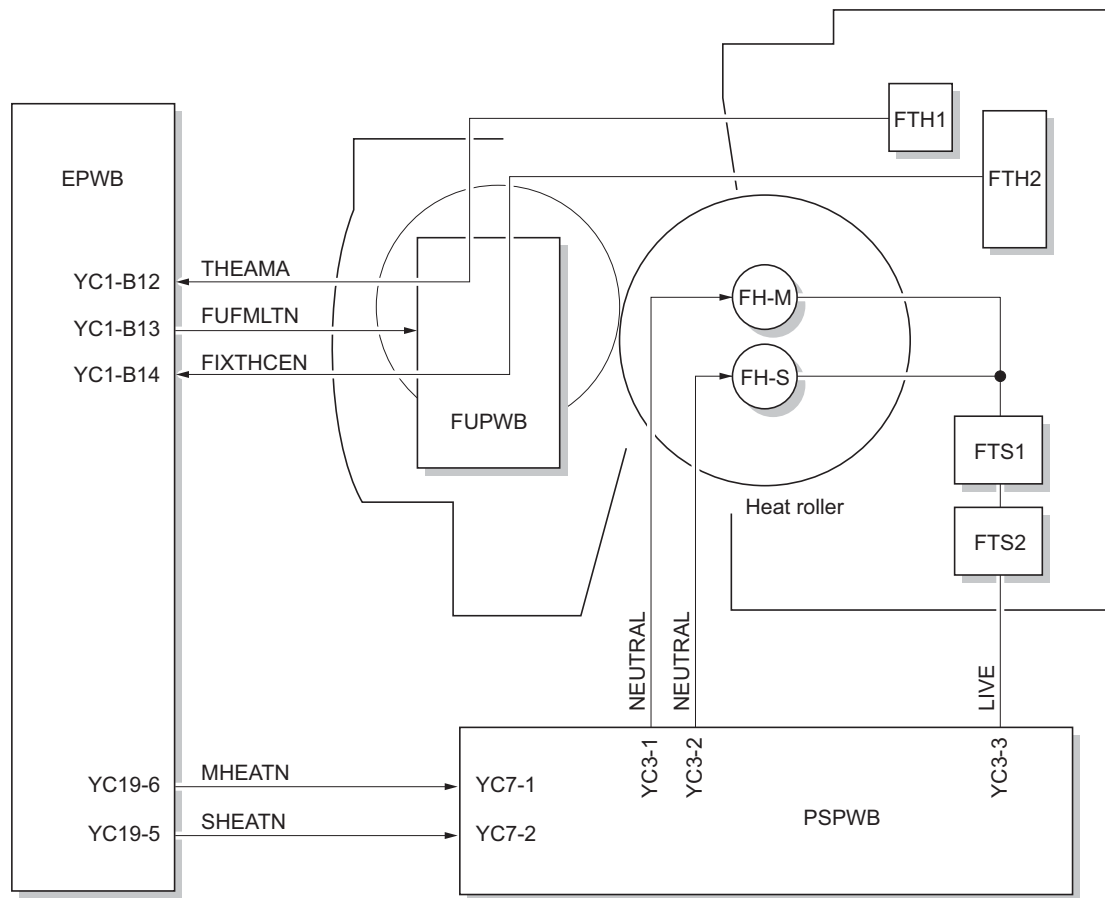 FTH1
EPWB
FTH2
YC1-B12
THEAMA
YC1-B13
FUFMLTN
YC1-B14
FIXTHCEN
FUPWB
FH-M
FH-S
FTS1
Heat roller
FTS2
NEUTRAL
NEUTRAL
LIVE
YC3-1
YC3-2
YC3-3
YC19-6
MHEATN
YC7-1
YC19-5
SHEATN
YC7-2
PSPWB